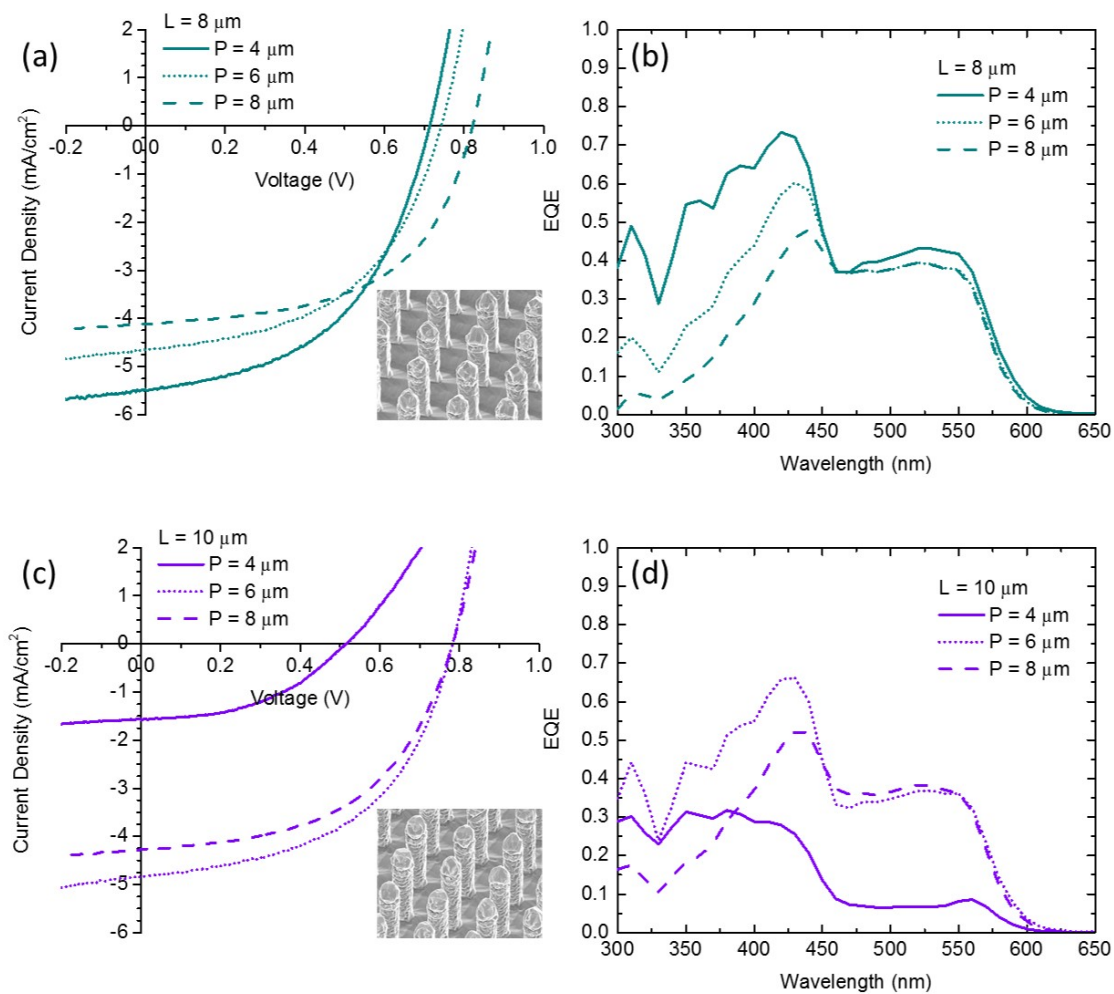 (a)
L = 8 μm
P = 4 μm
P = 6 μm
P = 8 μm
2
1
0
-1
-2
-3
-4
-5
-6
-0.2
0.0
0.2
0.4
0.6
0.8
1.0
Voltage (V)
Current Density (mA/cm2)
(b)
L = 8 μm
P = 4 μm
P = 6 μm
P = 8 μm
1.0
0.9
0.8
0.7
0.6
0.5
0.4
0.3
0.2
0.1
0.0
300
350
400
450
500
550
600
650
Wavelength (nm)
EQE
(c)
L = 10 μm
P = 4 μm
P = 6 μm
P = 8 μm
2
1
0
-1
-2
-3
-4
-5
-6
-0.2
0.0
0.2
0.4
0.6
0.8
1.0
Voltage (V)
Current Density (mA/cm2)
(d)
L = 10 μm
P = 4 μm
P = 6 μm
P = 8 μm
1.0
0.9
0.8
0.7
0.6
0.5
0.4
0.3
0.2
0.1
0.0
300
350
400
450
500
550
600
650
Wavelength (nm)
EQE